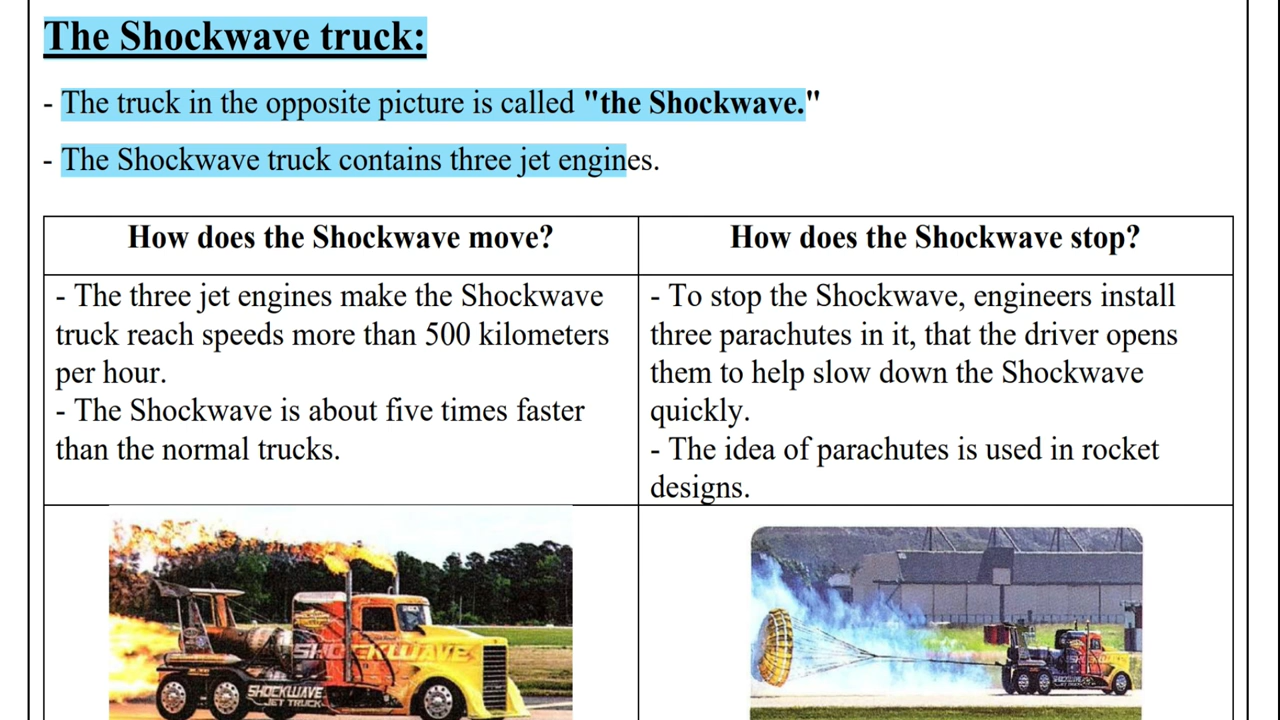 The Shockwave truck:
- The truck in the opposite picture is called "the Shockwave."
- The Shockwave truck contains three jet engines.
How does the Shockwave move?
- The three jet engines make the Shockwave
truck reach speeds more than 500 kilometers
per hour.
- The Shockwave is about five times faster
than the normal trucks.
How does the Shockwave stop?
- To stop the Shockwave, engineers install
three parachutes in it, that the driver opens
them to help slow down the Shockwave
quickly.
- The idea of parachutes is used in rocket
designs.
SHOCKWAVE
SHOCKWAVE
JET TRUCK